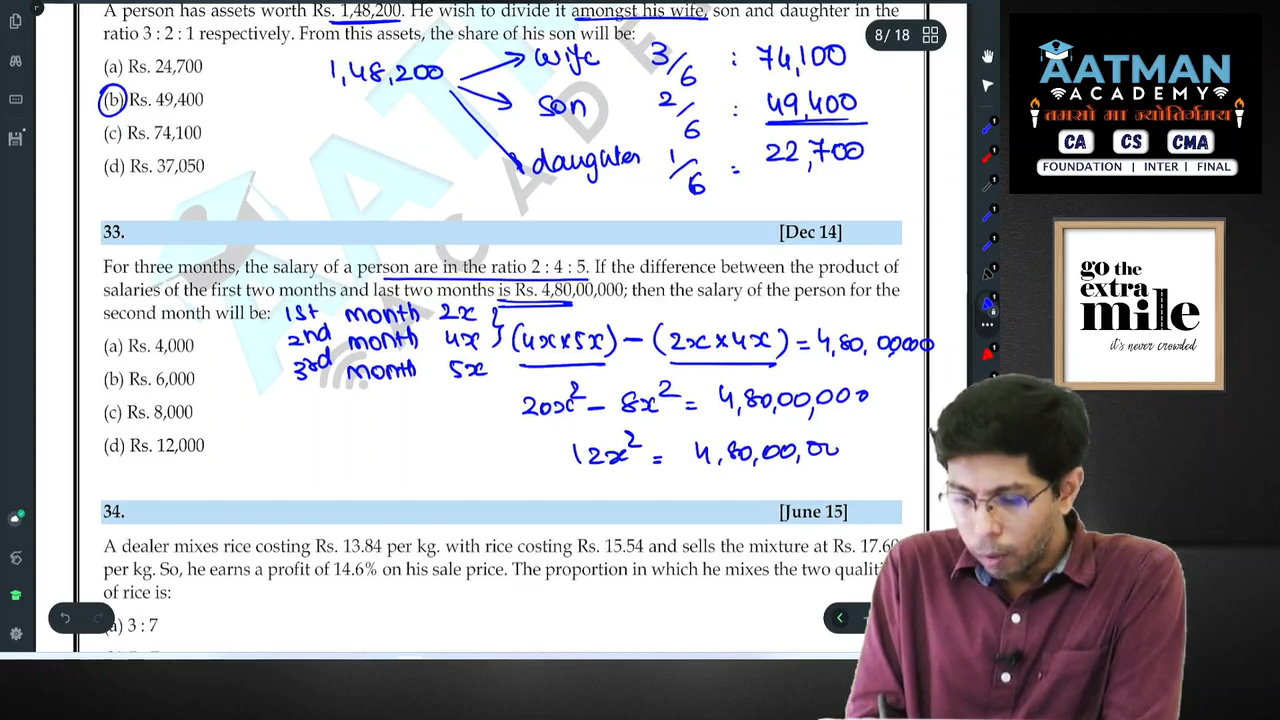 A person has assets worth Rs. 1,48,200. He wish to divide it amongst his wife, son and daughter in the
ratio 3 : 2 : 1 respectively. From this assets, the share of his son will be:
(a) Rs. 24,700
(b) Rs. 49,400
(c) Rs. 74,100
(d) Rs. 37,050
1,48,200
wife 3/6 : 74,100
son 2/6 : 49,400
daughter 1/6 = 22,700
8 / 18
33. [Dec 14]
For three months, the salary of a person are in the ratio 2 : 4 : 5. If the difference between the product of
salaries of the first two months and last two months is Rs. 4,80,00,000; then the salary of the person for the
second month will be:
1st month 2x
2nd month 4x
3rd month 5x
(4x×5x) – (2x×4x) = 4,80,00,000
20x² – 8x² = 4,80,00,000
12x² = 4,80,00,00
(a) Rs. 4,000
(b) Rs. 6,000
(c) Rs. 8,000
(d) Rs. 12,000
34. [June 15]
A dealer mixes rice costing Rs. 13.84 per kg. with rice costing Rs. 15.54 and sells the mixture at Rs. 17.60
per kg. So, he earns a profit of 14.6% on his sale price. The proportion in which he mixes the two qualiti
of rice is:
(a) 3 : 7
AATMAN
ACADEMY
तमसो मा ज्योतिर्गमय
CA CS CMA
FOUNDATION | INTER | FINAL
go the
extra
mile
it's never crowded